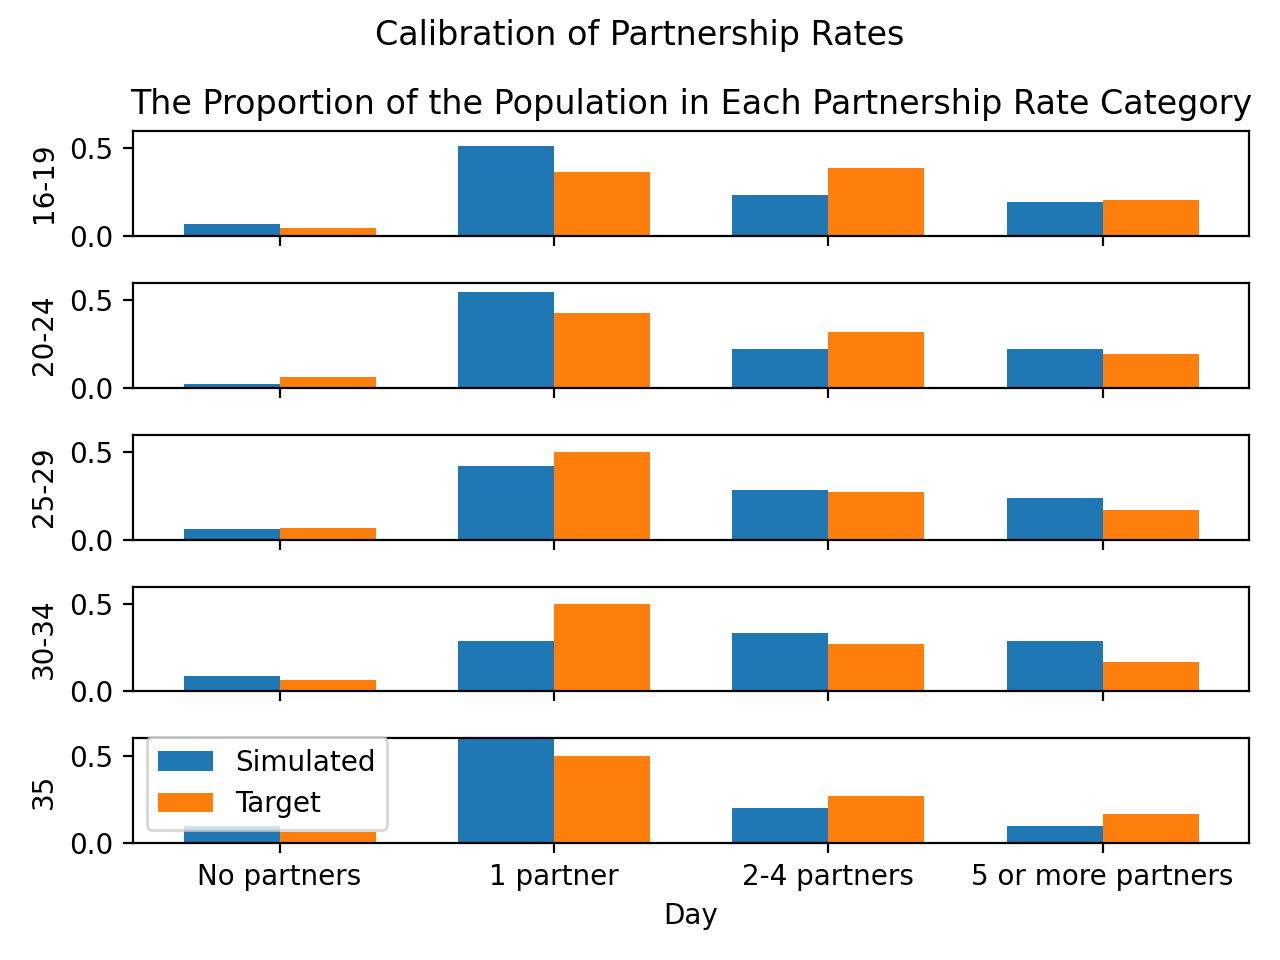 Calibration of Partnership Rates
The Proportion of the Population in Each Partnership Rate Category
0.5
16-19
0.0
0.5
20-24
0.0
0.5
25-29
0.0
0.5
30-34
0.0
0.5
35
0.0
Simulated
Target
No partners
1 partner
2-4 partners
5 or more partners
Day